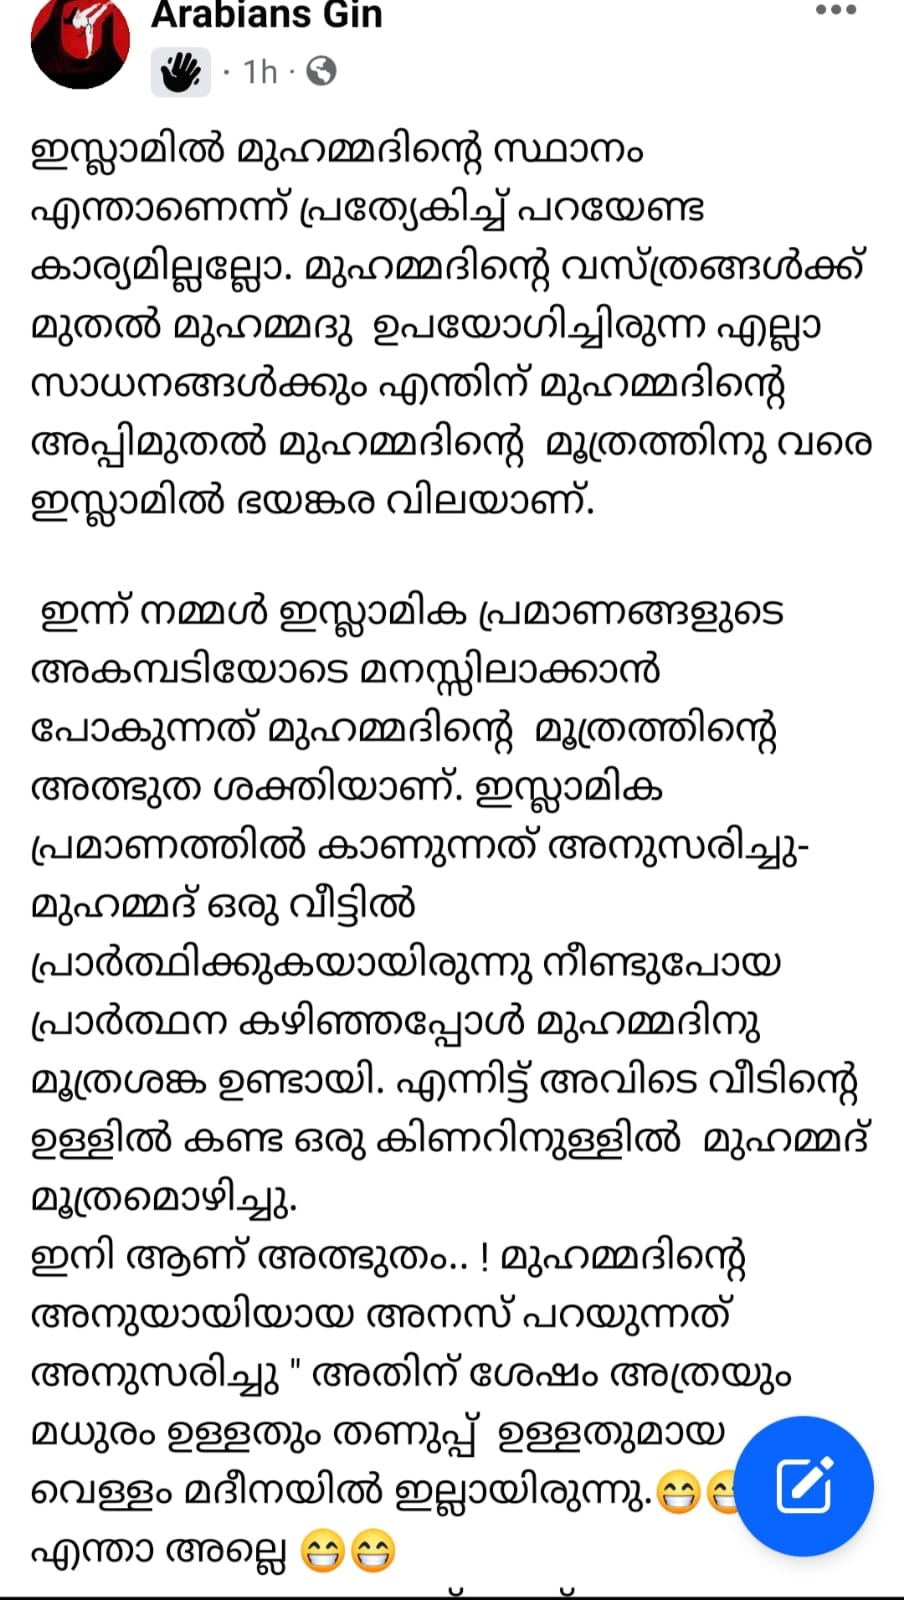 Arabians Gin
· 1h ·
ഇസ്ലാമിൽ മുഹമ്മദിന്റെ സ്ഥാനം
എന്താണെന്ന് പ്രത്യേകിച്ച് പറയേണ്ട
കാര്യമില്ലല്ലോ. മുഹമ്മദിന്റെ വസ്ത്രങ്ങൾക്ക്
മുതൽ മുഹമ്മദു ഉപയോഗിച്ചിരുന്ന എല്ലാ
സാധനങ്ങൾക്കും എന്തിന് മുഹമ്മദിന്റെ
അപ്പിമുതൽ മുഹമ്മദിന്റെ മൂത്രത്തിനു വരെ
ഇസ്ലാമിൽ ഭയങ്കര വിലയാണ്.
ഇന്ന് നമ്മൾ ഇസ്ലാമിക പ്രമാണങ്ങളുടെ
അകമ്പടിയോടെ മനസ്സിലാക്കാൻ
പോകുന്നത് മുഹമ്മദിന്റെ മൂത്രത്തിന്റെ
അത്ഭുത ശക്തിയാണ്. ഇസ്ലാമിക
പ്രമാണത്തിൽ കാണുന്നത് അനുസരിച്ചു-
മുഹമ്മദ് ഒരു വീട്ടിൽ
പ്രാർത്ഥിക്കുകയായിരുന്നു നീണ്ടുപോയ
പ്രാർത്ഥന കഴിഞ്ഞപ്പോൾ മുഹമ്മദിനു
മൂത്രശങ്ക ഉണ്ടായി. എന്നിട്ട് അവിടെ വീടിന്റെ
ഉള്ളിൽ കണ്ട ഒരു കിണറിനുള്ളിൽ മുഹമ്മദ്
മൂത്രമൊഴിച്ചു.
ഇനി ആണ് അത്ഭുതം.. ! മുഹമ്മദിന്റെ
അനുയായിയായ അനസ് പറയുന്നത്
അനുസരിച്ചു " അതിന് ശേഷം അത്രയും
മധുരം ഉള്ളതും തണുപ്പ് ഉള്ളതുമായ
വെള്ളം മദീനയിൽ ഇല്ലായിരുന്നു.😁😁
എന്താ അല്ലെ 😁😁